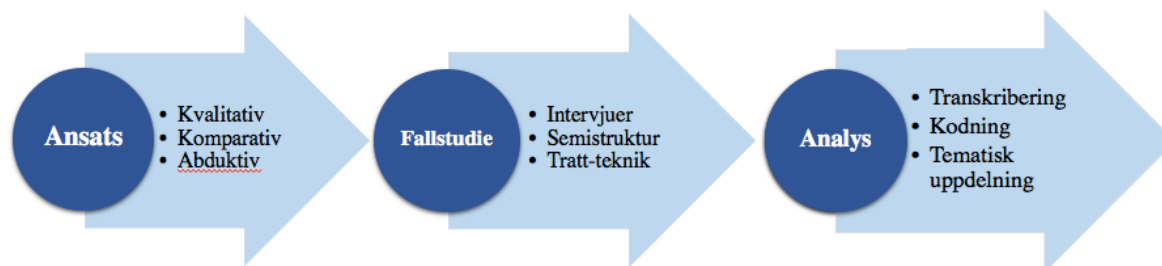 Ansats
• Kvalitativ
• Komparativ
• Abduktiv
Fallstudie
• Intervjuer
• Semistruktur
• Tratt-teknik
Analys
• Transkribering
• Kodning
• Tematisk
uppdelning